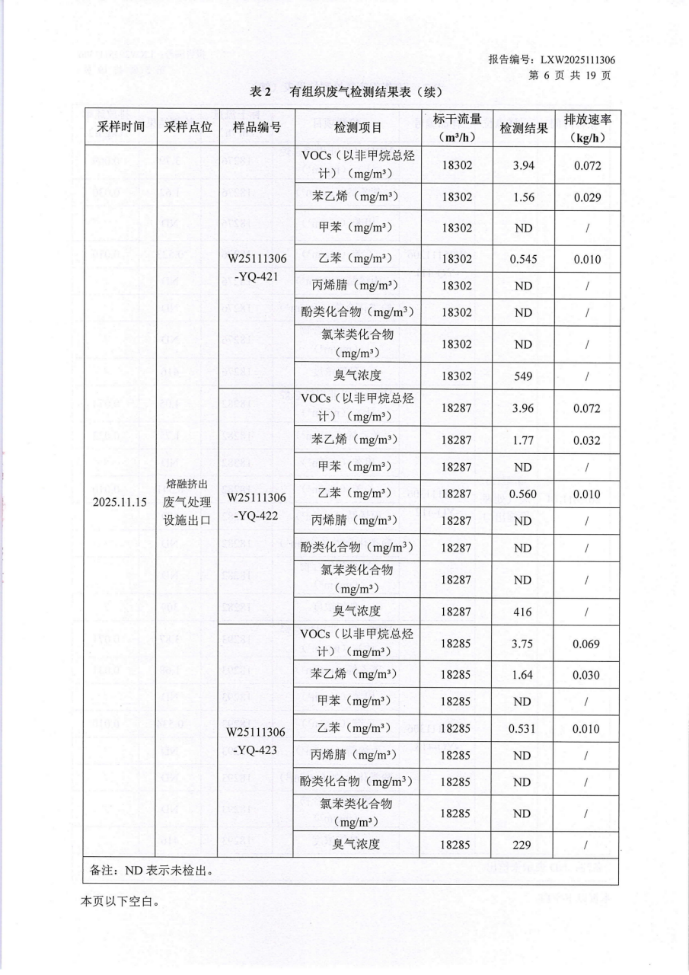 报告编号：LXW2025111306
第 6 页 共 19 页
表 2 有组织废气检测结果表（续）
采样时间 采样点位 样品编号 检测项目 标干流量（m³/h） 检测结果 排放速率（kg/h）
2025.11.15 熔融挤出废气处理设施出口
W25111306-YQ-421
VOCs（以非甲烷总烃计）（mg/m³） 18302 3.94 0.072
苯乙烯（mg/m³） 18302 1.56 0.029
甲苯（mg/m³） 18302 ND /
乙苯（mg/m³） 18302 0.545 0.010
丙烯腈（mg/m³） 18302 ND /
酚类化合物（mg/m³） 18302 ND /
氯苯类化合物（mg/m³） 18302 ND /
臭气浓度 18302 549 /
W25111306-YQ-422
VOCs（以非甲烷总烃计）（mg/m³） 18287 3.96 0.072
苯乙烯（mg/m³） 18287 1.77 0.032
甲苯（mg/m³） 18287 ND /
乙苯（mg/m³） 18287 0.560 0.010
丙烯腈（mg/m³） 18287 ND /
酚类化合物（mg/m³） 18287 ND /
氯苯类化合物（mg/m³） 18287 ND /
臭气浓度 18287 416 /
W25111306-YQ-423
VOCs（以非甲烷总烃计）（mg/m³） 18285 3.75 0.069
苯乙烯（mg/m³） 18285 1.64 0.030
甲苯（mg/m³） 18285 ND /
乙苯（mg/m³） 18285 0.531 0.010
丙烯腈（mg/m³） 18285 ND /
酚类化合物（mg/m³） 18285 ND /
氯苯类化合物（mg/m³） 18285 ND /
臭气浓度 18285 229 /
备注：ND 表示未检出。
本页以下空白。